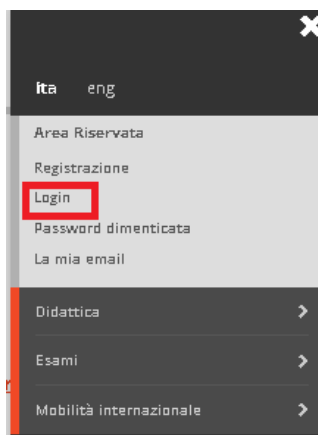 ita eng
Area Riservata
Registrazione
Login
Password dimenticata
La mia email
Didattica
Esami
Mobilità internazionale